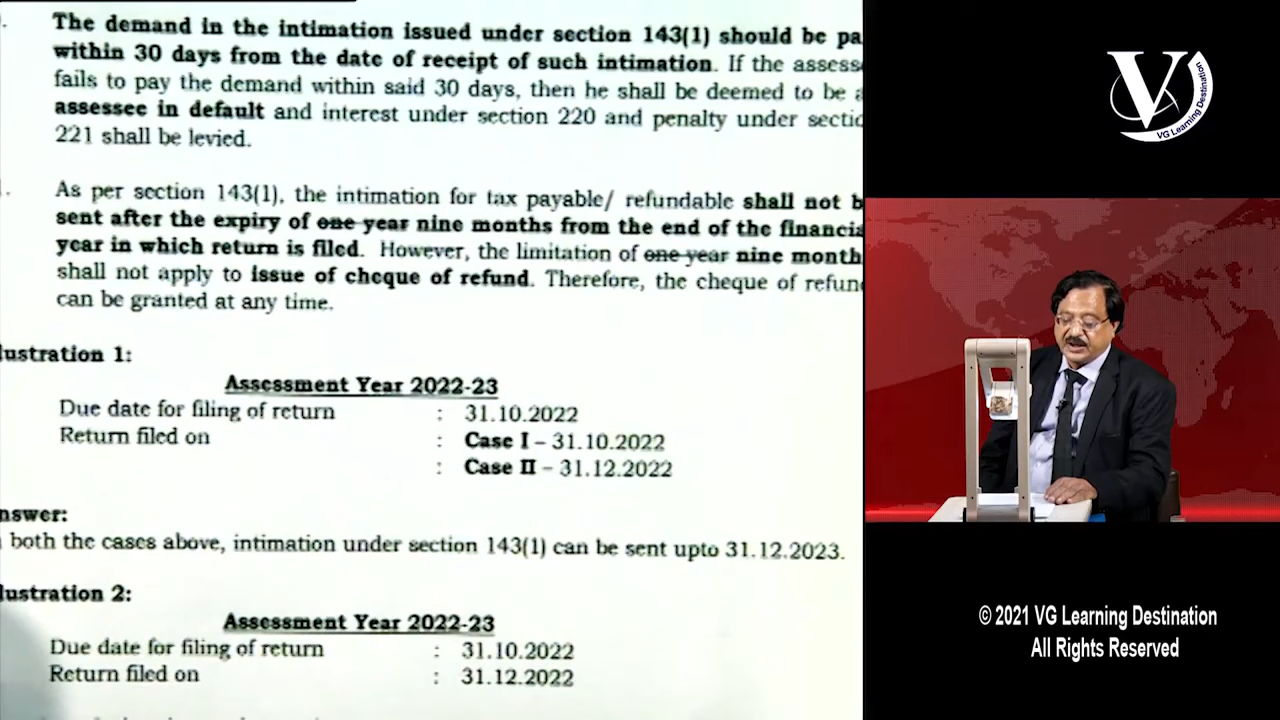 The demand in the intimation issued under section 143(1) should be pa
within 30 days from the date of receipt of such intimation. If the assess
fails to pay the demand within said 30 days, then he shall be deemed to be a
assessee in default and interest under section 220 and penalty under sectio
221 shall be levied.
As per section 143(1), the intimation for tax payable/ refundable shall not b
sent after the expiry of one year nine months from the end of the financia
year in which return is filed. However, the limitation of one year nine month
shall not apply to issue of cheque of refund. Therefore, the cheque of refun
can be granted at any time.
lustration 1:
Assessment Year 2022-23
Due date for filing of return : 31.10.2022
Return filed on : Case I – 31.10.2022
: Case II – 31.12.2022
nswer:
both the cases above, intimation under section 143(1) can be sent upto 31.12.2023.
lustration 2:
Assessment Year 2022-23
Due date for filing of return : 31.10.2022
Return filed on : 31.12.2022
V
VG Learning Destination
© 2021 VG Learning Destination
All Rights Reserved